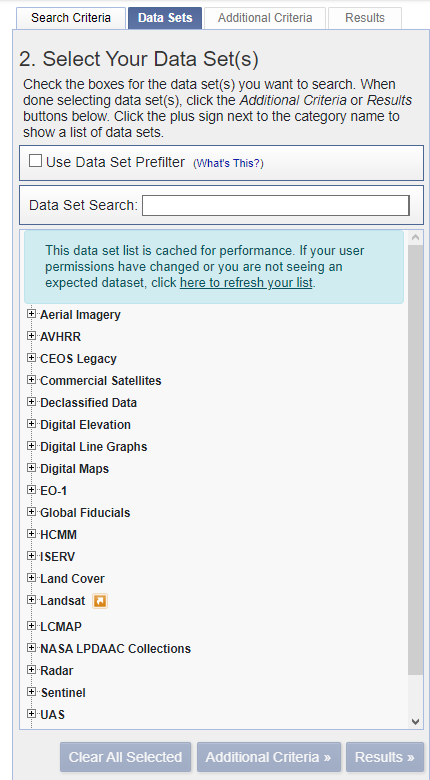 Search Criteria Data Sets Additional Criteria Results
2. Select Your Data Set(s)
Check the boxes for the data set(s) you want to search. When
done selecting data set(s), click the Additional Criteria or Results
buttons below. Click the plus sign next to the category name to
show a list of data sets.
Use Data Set Prefilter (What's This?)
Data Set Search:
This data set list is cached for performance. If your user
permissions have changed or you are not seeing an
expected dataset, click here to refresh your list.
Aerial Imagery
AVHRR
CEOS Legacy
Commercial Satellites
Declassified Data
Digital Elevation
Digital Line Graphs
Digital Maps
EO-1
Global Fiducials
HCMM
ISERV
Land Cover
Landsat
LCMAP
NASA LPDAAC Collections
Radar
Sentinel
UAS
Clear All Selected Additional Criteria » Results »